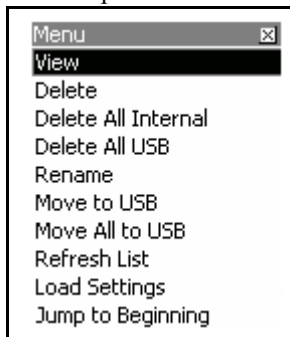 Menu
View
Delete
Delete All Internal
Delete All USB
Rename
Move to USB
Move All to USB
Refresh List
Load Settings
Jump to Beginning